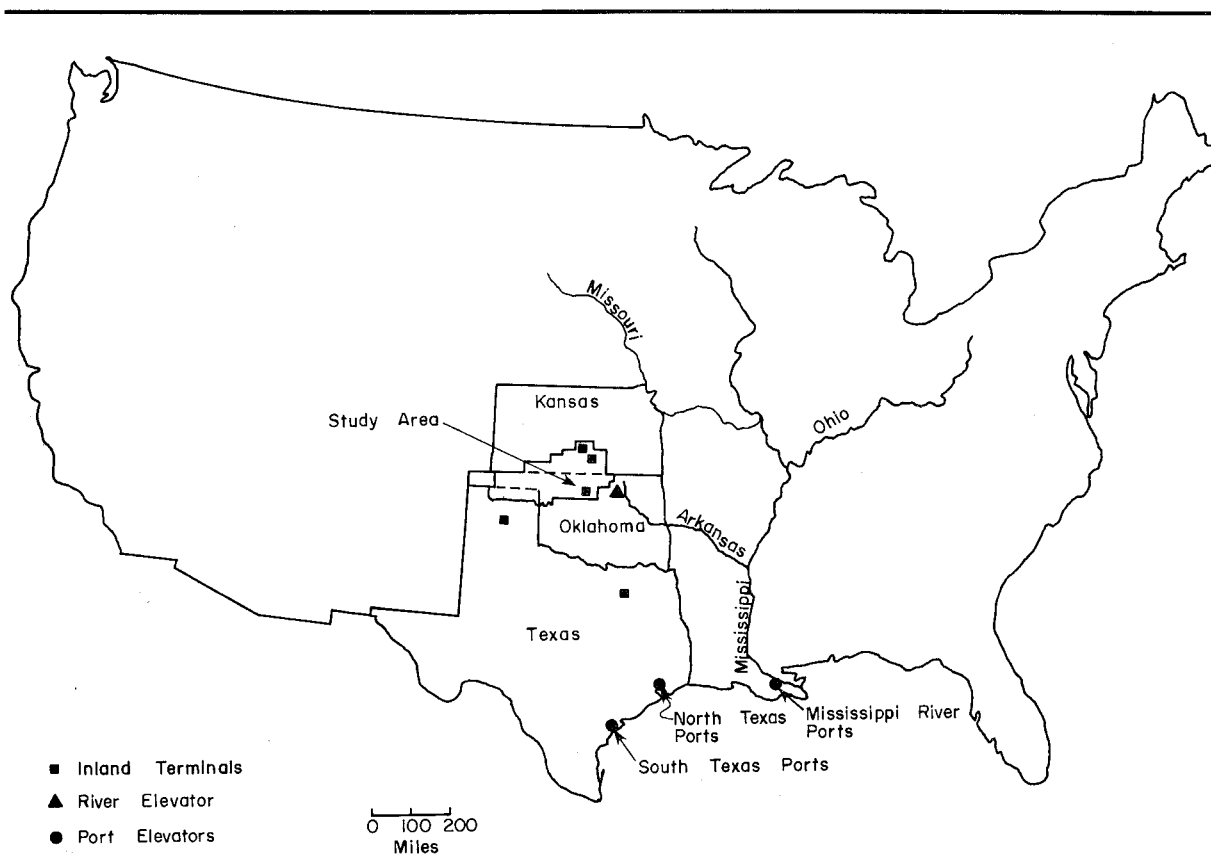 Missouri
Kansas
Study Area
Ohio
Oklahoma
Arkansas
Mississippi
Texas
North Texas
Ports
Mississippi River
Ports
South Texas Ports
Inland Terminals
River Elevator
Port Elevators
0 100 200
Miles